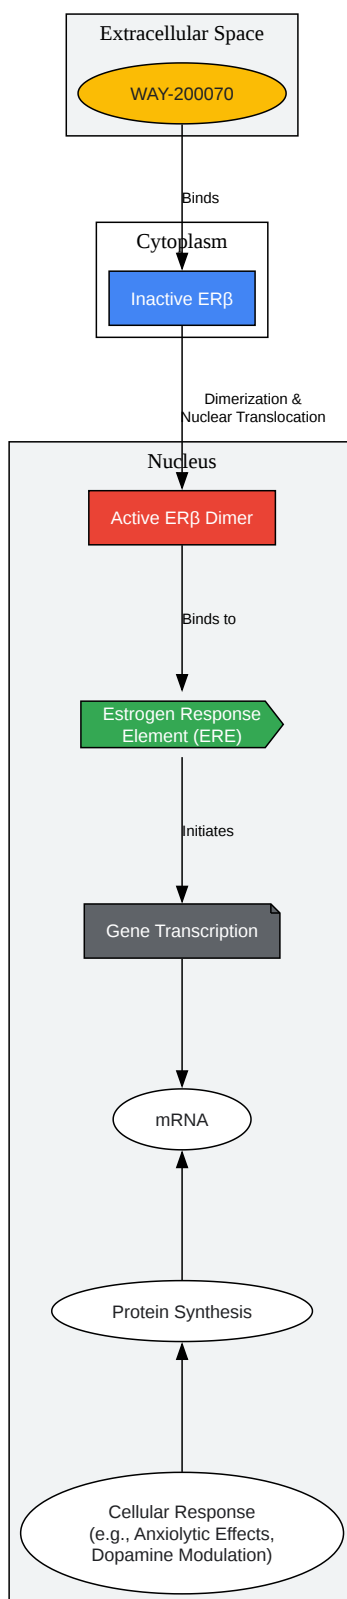 Extracellular Space
WAY-200070
Binds
Cytoplasm
Inactive ERβ
Dimerization &
Nuclear Translocation
Nucleus
Active ERβ Dimer
Binds to
Estrogen Response
Element (ERE)
Initiates
Gene Transcription
mRNA
Protein Synthesis
Cellular Response
(e.g., Anxiolytic Effects,
Dopamine Modulation)